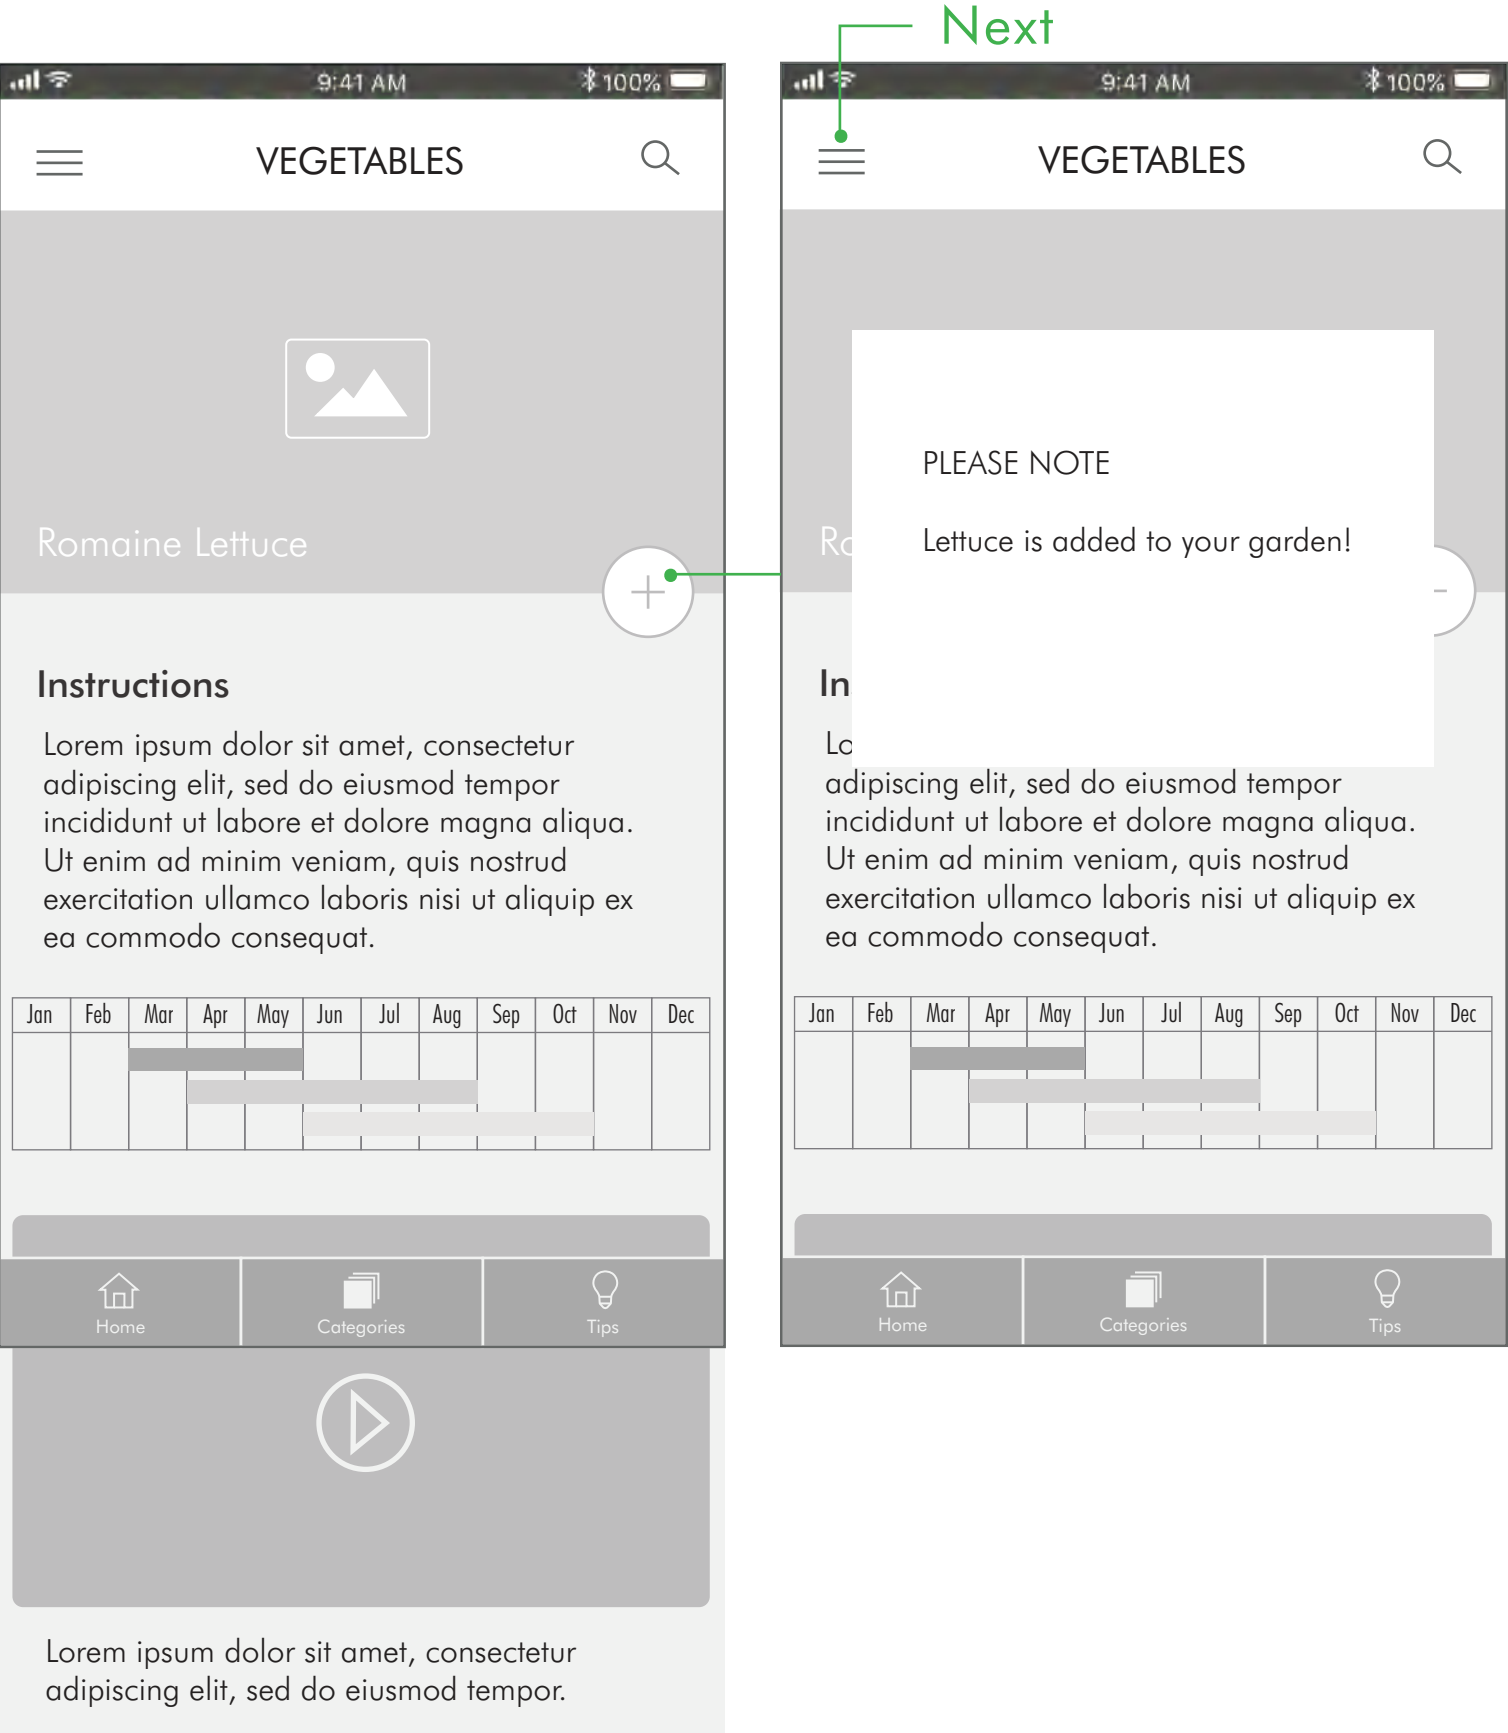 Next
9:41 AM
100%
VEGETABLES
Romaine Lettuce
Instructions
Lorem ipsum dolor sit amet, consectetur
adipiscing elit, sed do eiusmod tempor
incididunt ut labore et dolore magna aliqua.
Ut enim ad minim veniam, quis nostrud
exercitation ullamco laboris nisi ut aliquip ex
ea commodo consequat.
Jan Feb Mar Apr May Jun Jul Aug Sep Oct Nov Dec
Home Categories Tips
Lorem ipsum dolor sit amet, consectetur
adipiscing elit, sed do eiusmod tempor.
9:41 AM
100%
VEGETABLES
PLEASE NOTE
Lettuce is added to your garden!
Ro
In
Lo
adipiscing elit, sed do eiusmod tempor
incididunt ut labore et dolore magna aliqua.
Ut enim ad minim veniam, quis nostrud
exercitation ullamco laboris nisi ut aliquip ex
ea commodo consequat.
Jan Feb Mar Apr May Jun Jul Aug Sep Oct Nov Dec
Home Categories Tips